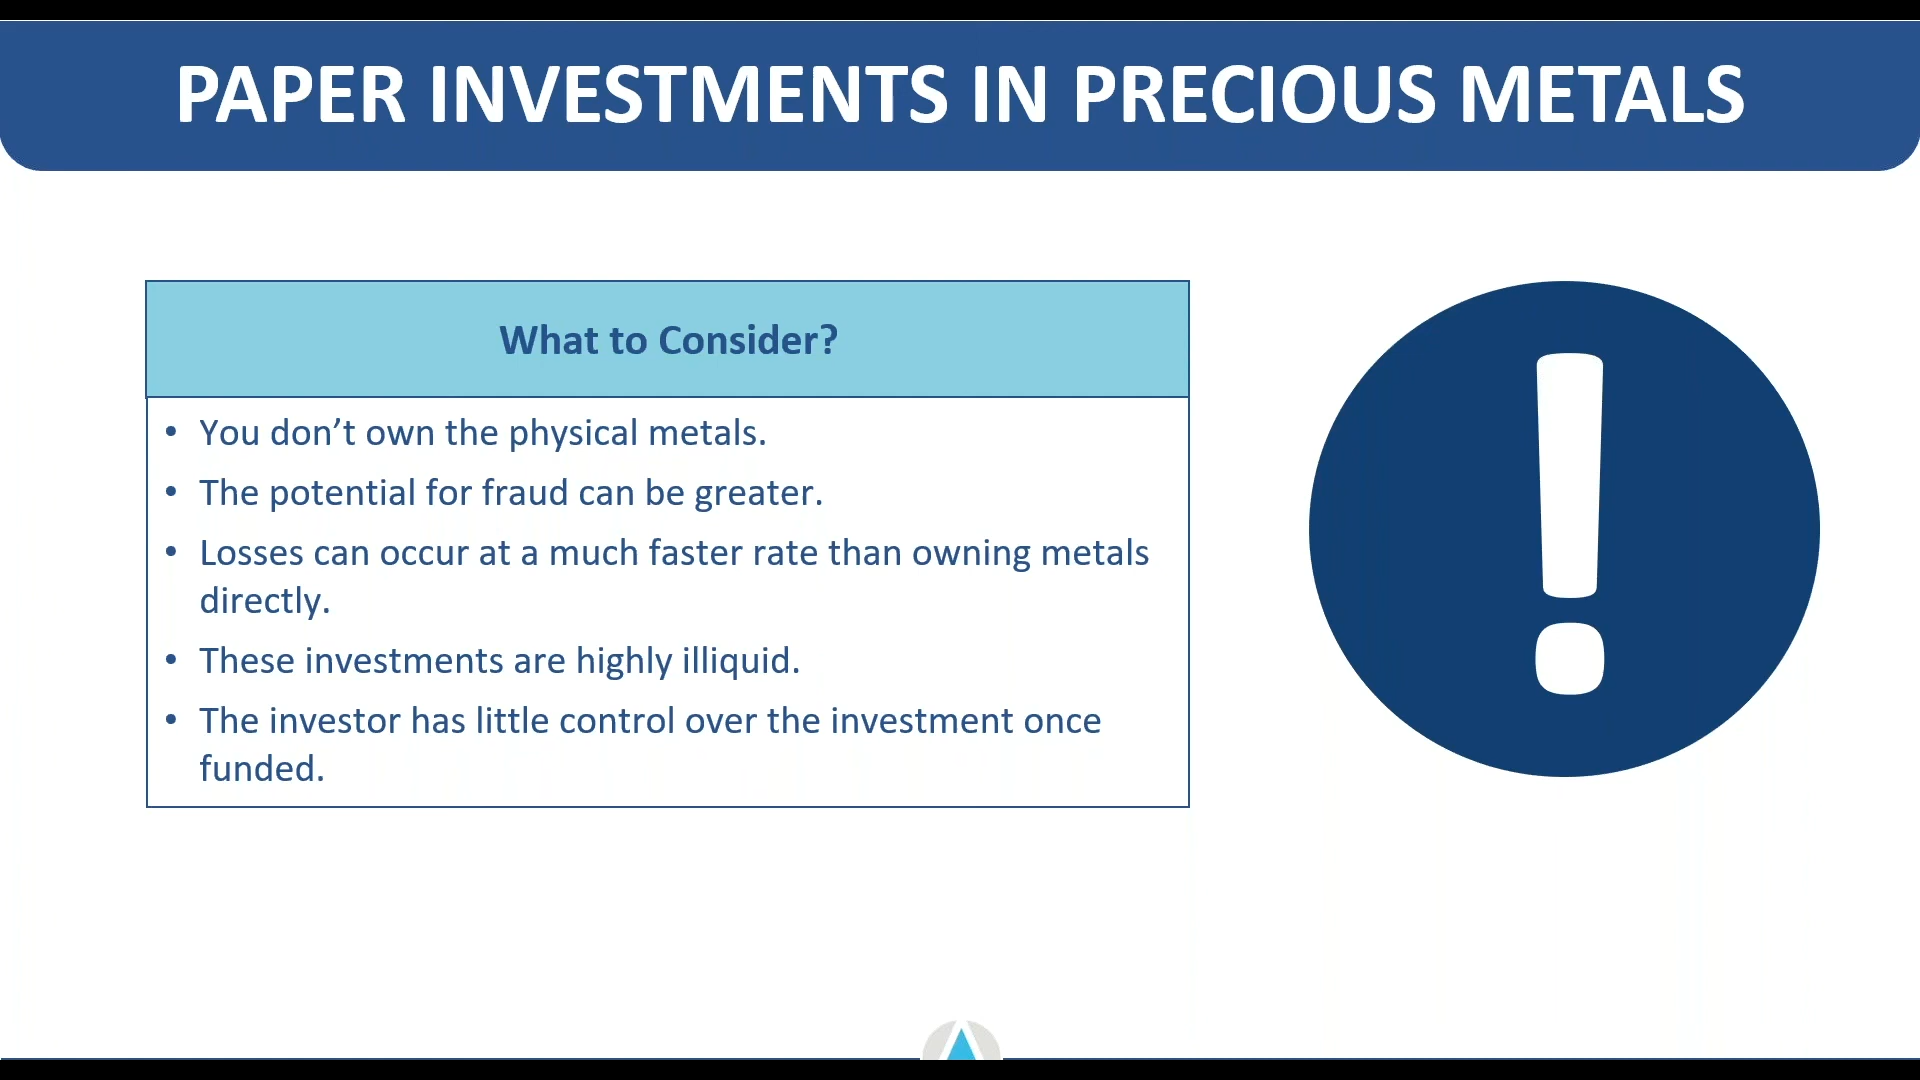 PAPER INVESTMENTS IN PRECIOUS METALS
What to Consider?
• You don’t own the physical metals.
• The potential for fraud can be greater.
• Losses can occur at a much faster rate than owning metals
directly.
• These investments are highly illiquid.
• The investor has little control over the investment once
funded.